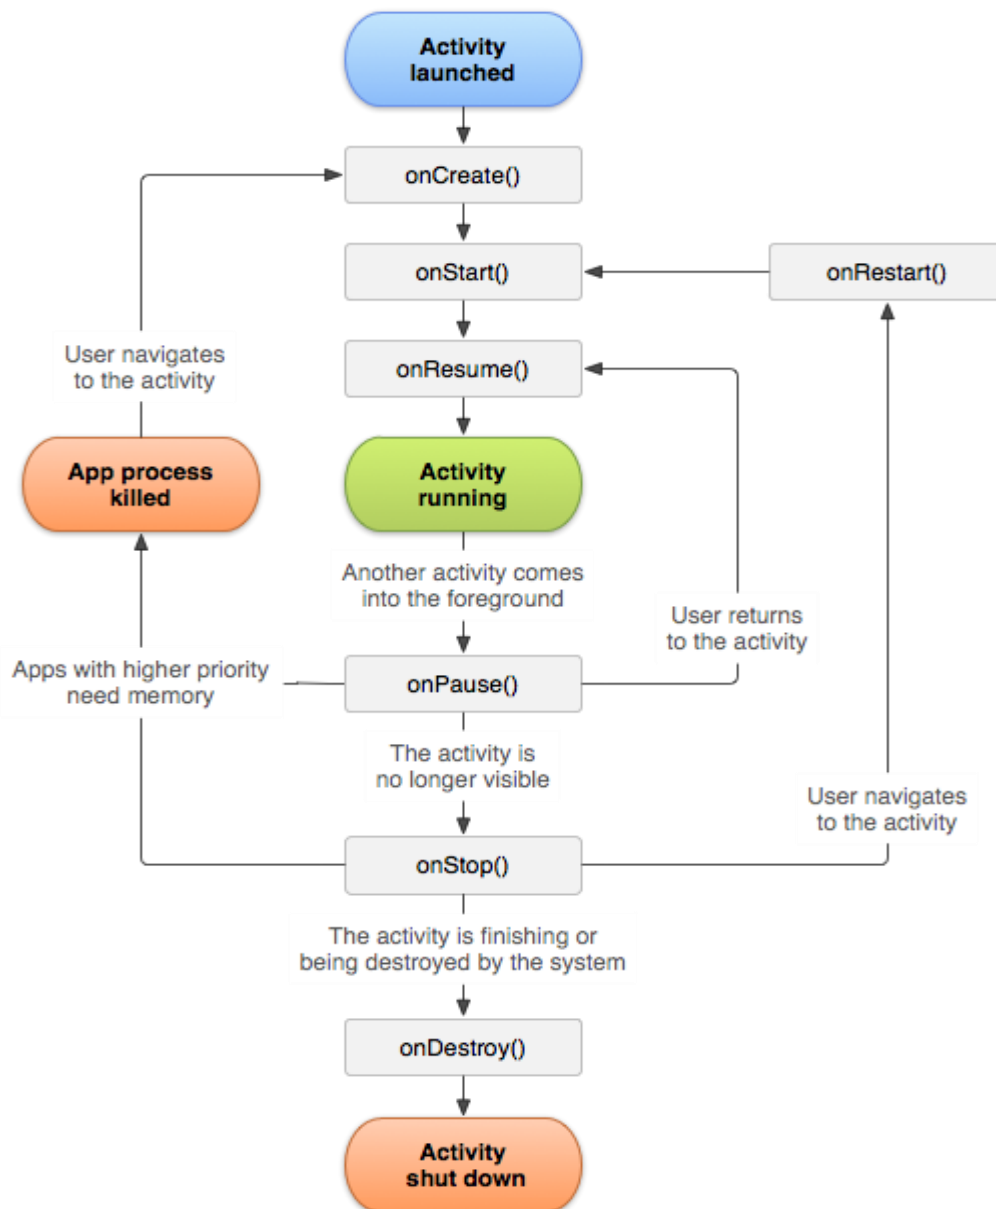 Activity
launched
onCreate()
onStart()
onRestart()
User navigates
to the activity
onResume()
App process
killed
Activity
running
Another activity comes
into the foreground
User returns
to the activity
Apps with higher priority
need memory
onPause()
The activity is
no longer visible
User navigates
to the activity
onStop()
The activity is finishing or
being destroyed by the system
onDestroy()
Activity
shut down